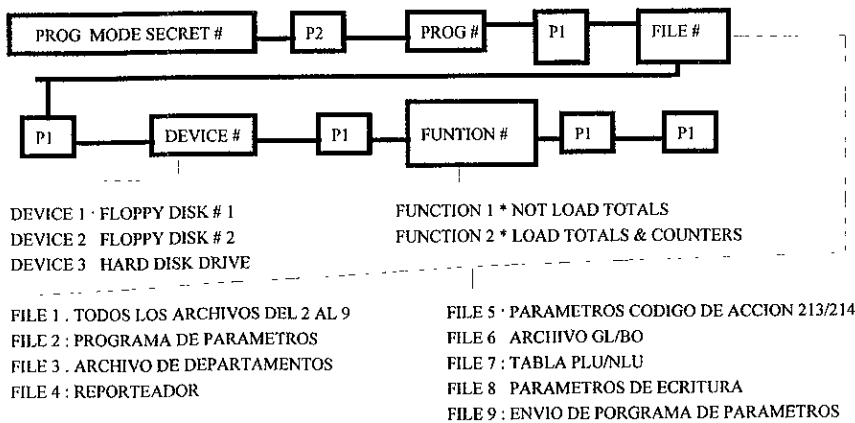 PROG MODE SECRET #
P2
PROG #
P1
FILE #
P1
DEVICE #
P1
FUNTION #
P1
P1
DEVICE 1 · FLOPPY DISK # 1
DEVICE 2 FLOPPY DISK # 2
DEVICE 3 HARD DISK DRIVE
FUNCTION 1 * NOT LOAD TOTALS
FUNCTION 2 * LOAD TOTALS & COUNTERS
FILE 1 . TODOS LOS ARCHIVOS DEL 2 AL 9
FILE 2 : PROGRAMA DE PARAMETROS
FILE 3 . ARCHIVO DE DEPARTAMENTOS
FILE 4 : REPORTEADOR
FILE 5 · PARAMETROS CODIGO DE ACCION 213/214
FILE 6 ARCHIVO GL/BO
FILE 7 : TABLA PLU/NLU
FILE 8 PARAMETROS DE ECRITURA
FILE 9 : ENVIO DE PORGRAMA DE PARAMETROS